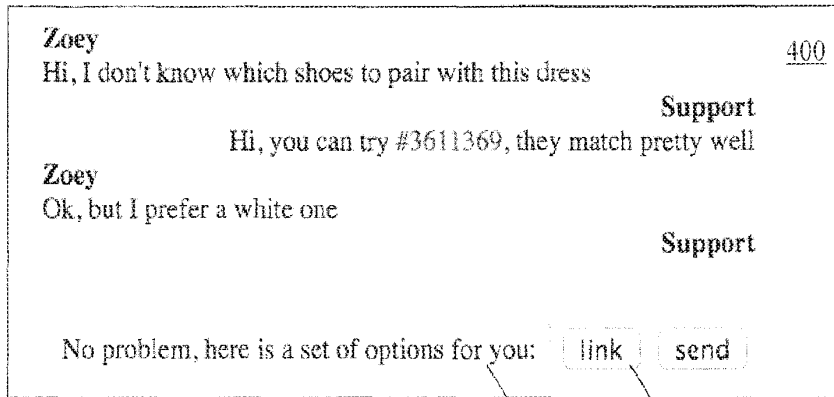 Zoey
400
Hi, I don't know which shoes to pair with this dress
Support
Hi, you can try #3611369, they match pretty well
Zoey
Ok, but I prefer a white one
Support
No problem, here is a set of options for you: link send